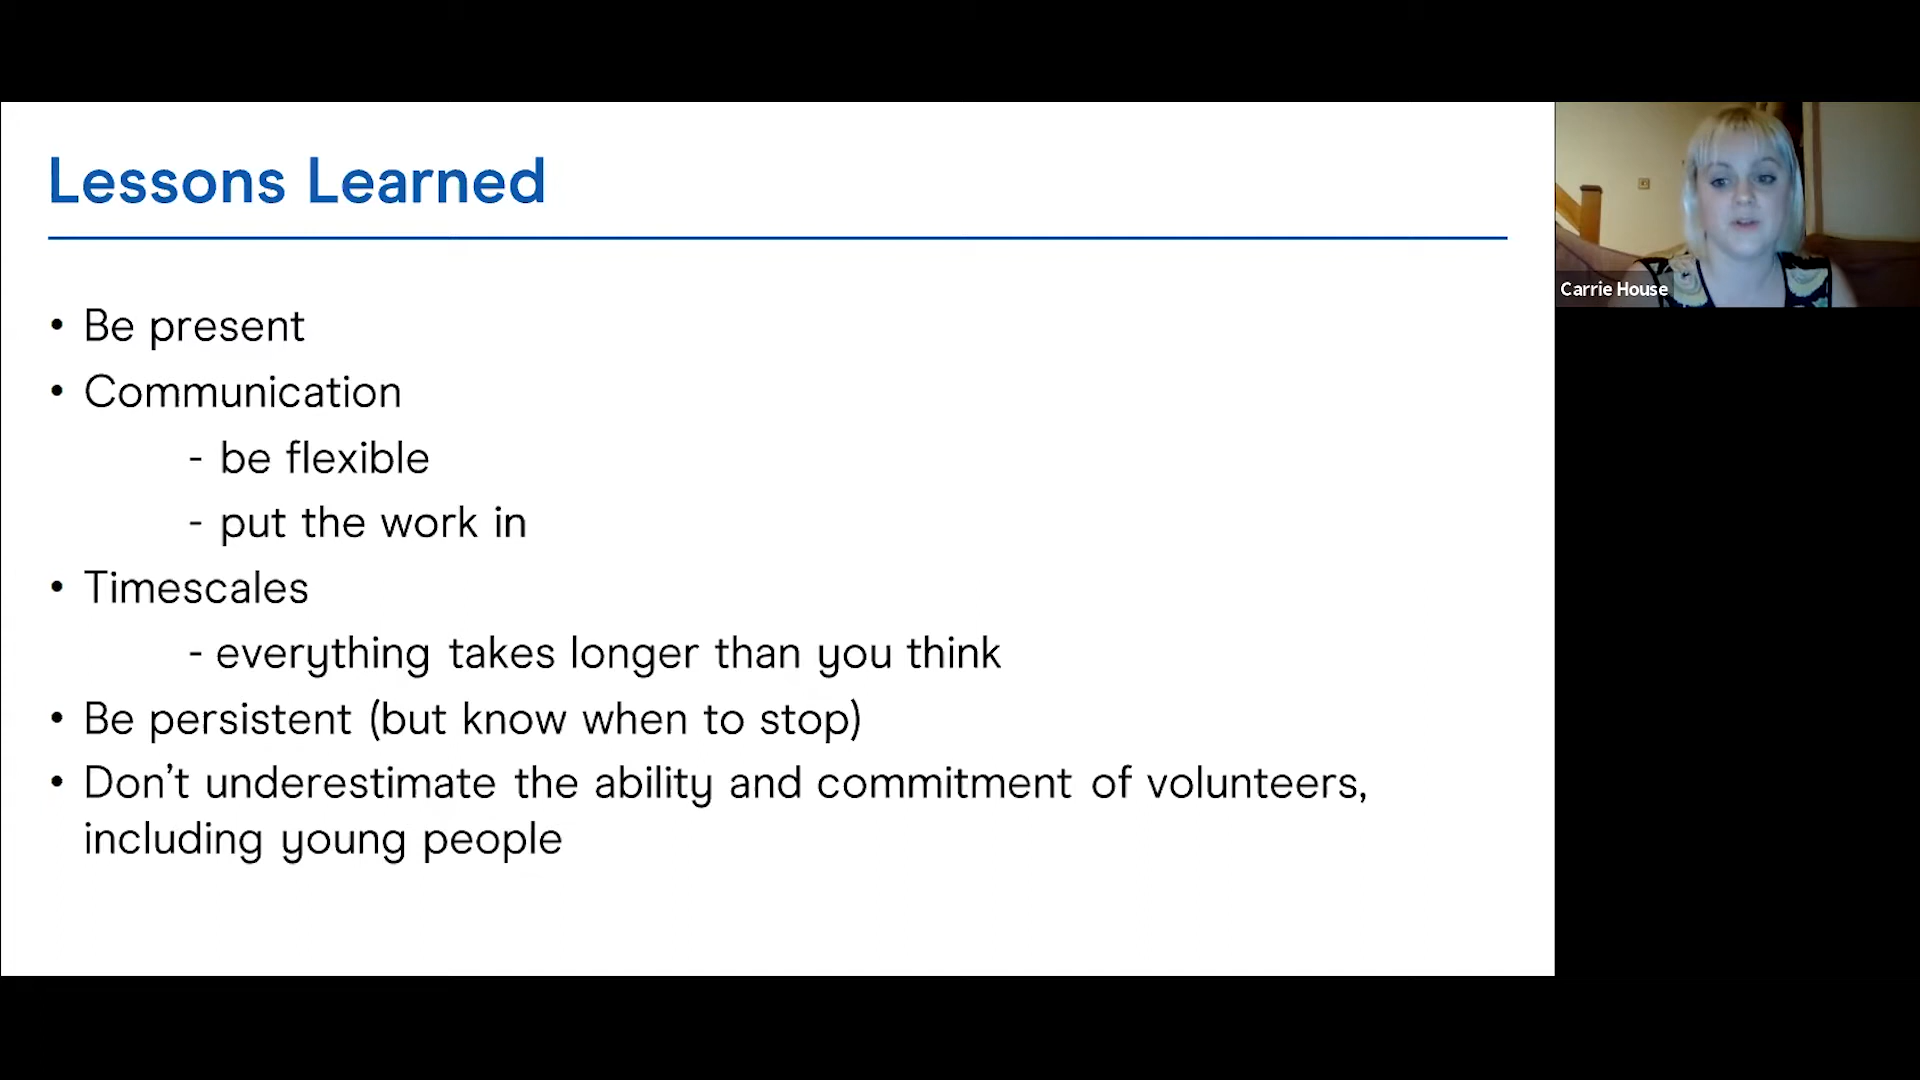 Lessons Learned
• Be present
• Communication
- be flexible
- put the work in
• Timescales
- everything takes longer than you think
• Be persistent (but know when to stop)
• Don’t underestimate the ability and commitment of volunteers,
including young people
Carrie House